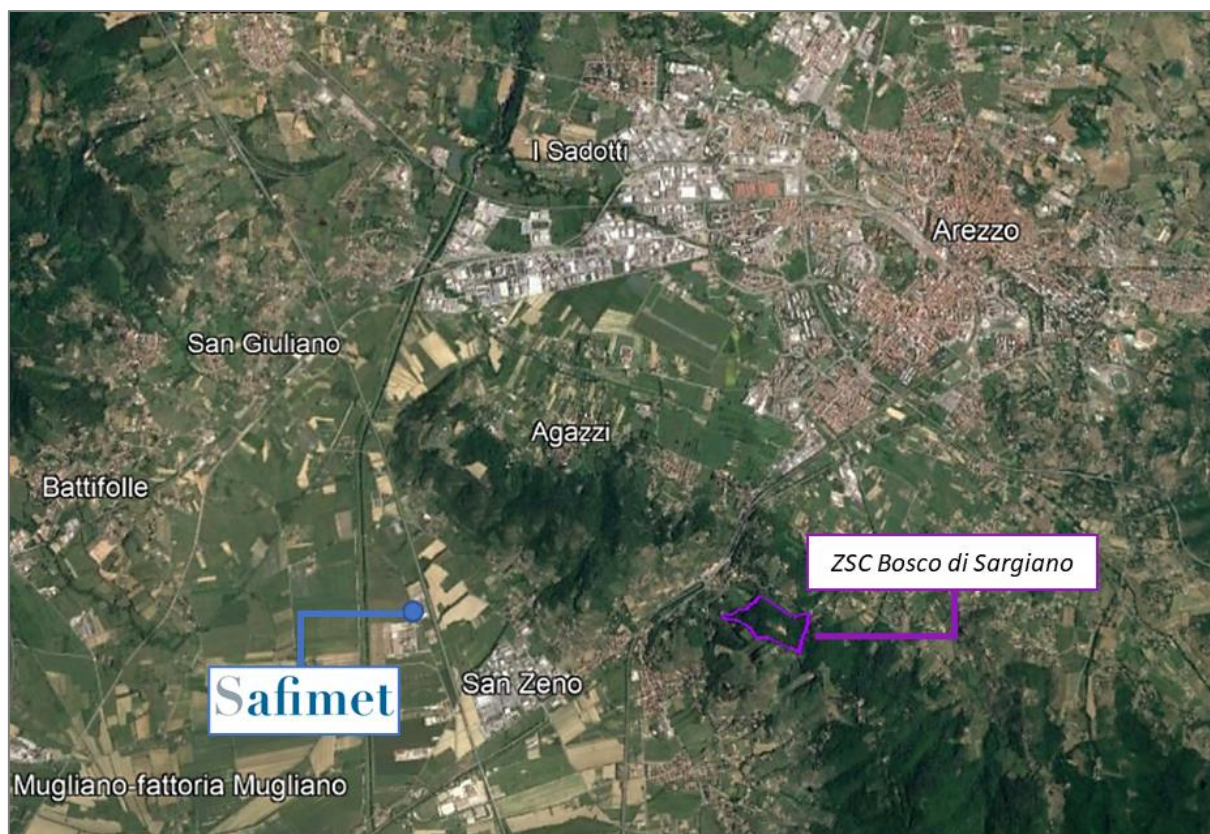 I Sadotti
Arezzo
San Giuliano
Agazzi
Battifolle
ZSC Bosco di Sargiano
Safimet
San Zeno
Mugliano-fattoria Mugliano